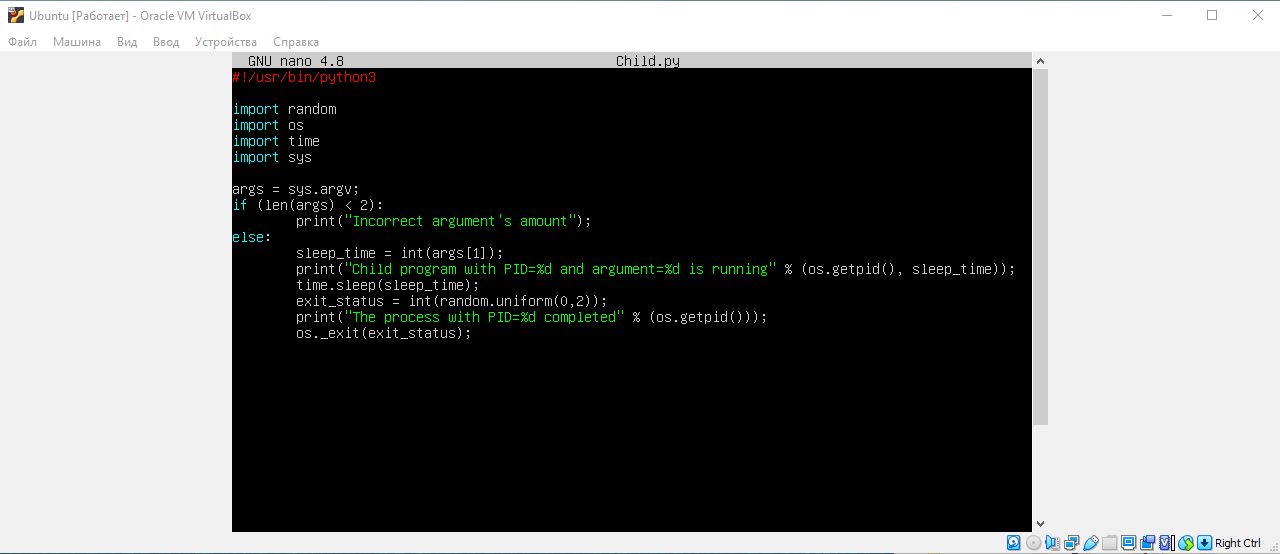 Ubuntu [Работает] - Oracle VM VirtualBox
Файл Машина Вид Ввод Устройства Справка
GNU nano 4.8 Child.py
#!/usr/bin/python3
import random
import os
import time
import sys
args = sys.argv;
if (len(args) < 2):
print("Incorrect argument's amount");
else:
sleep_time = int(args[1]);
print("Child program with PID=%d and argument=%d is running" % (os.getpid(), sleep_time));
time.sleep(sleep_time);
exit_status = int(random.uniform(0,2));
print("The process with PID=%d completed" % (os.getpid()));
os._exit(exit_status);
Right Ctrl